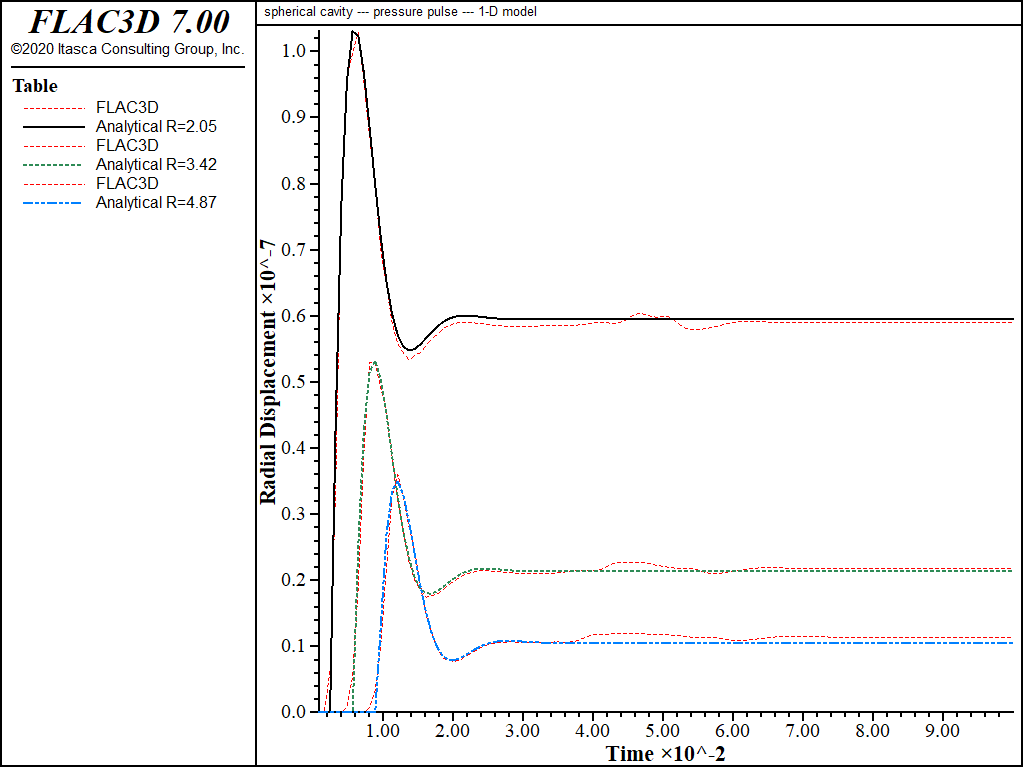 FLAC3D 7.00
©2020 Itasca Consulting Group, Inc.
Table
FLAC3D
Analytical R=2.05
FLAC3D
Analytical R=3.42
FLAC3D
Analytical R=4.87
spherical cavity --- pressure pulse --- 1-D model
Radial Displacement ×10^-7
1.0
0.9
0.8
0.7
0.6
0.5
0.4
0.3
0.2
0.1
0.0
1.00 2.00 3.00 4.00 5.00 6.00 7.00 8.00 9.00
Time ×10^-2